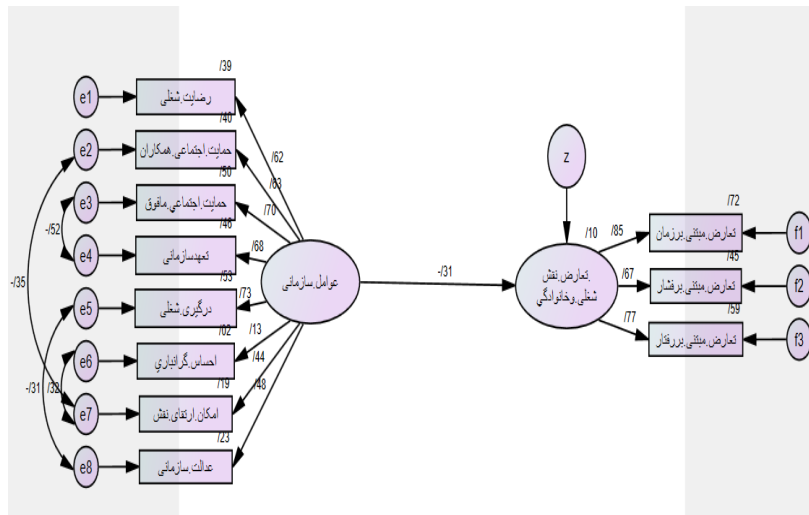 /39
e1
رضایت.شغلی
/40
e2
حمایت.اجتماعی.همکاران
/62
/50
e3
حمایت.اجتماعي.مافوق
/63
/70
/46
e4
تعهدسازمانی
/68
-/52
/53
e5
درگیری.شغلی
/73
-/35
/02
e6
احساس.گرانباري
/13
/19
e7
امکان.ارتقای.نقش
/44
-/31
/32
/23
e8
عدالت.سازمانی
/48
عوامل.سازمانی
-/31
z
/10
تعارض.نقش.
شغلی.وخانوادگي
/85
/72
تعارض.مبتنی.برزمان
f1
/67
/45
تعارض.مبتنی.برفشار
f2
/77
/59
تعارض.مبتنی.بررفتار
f3